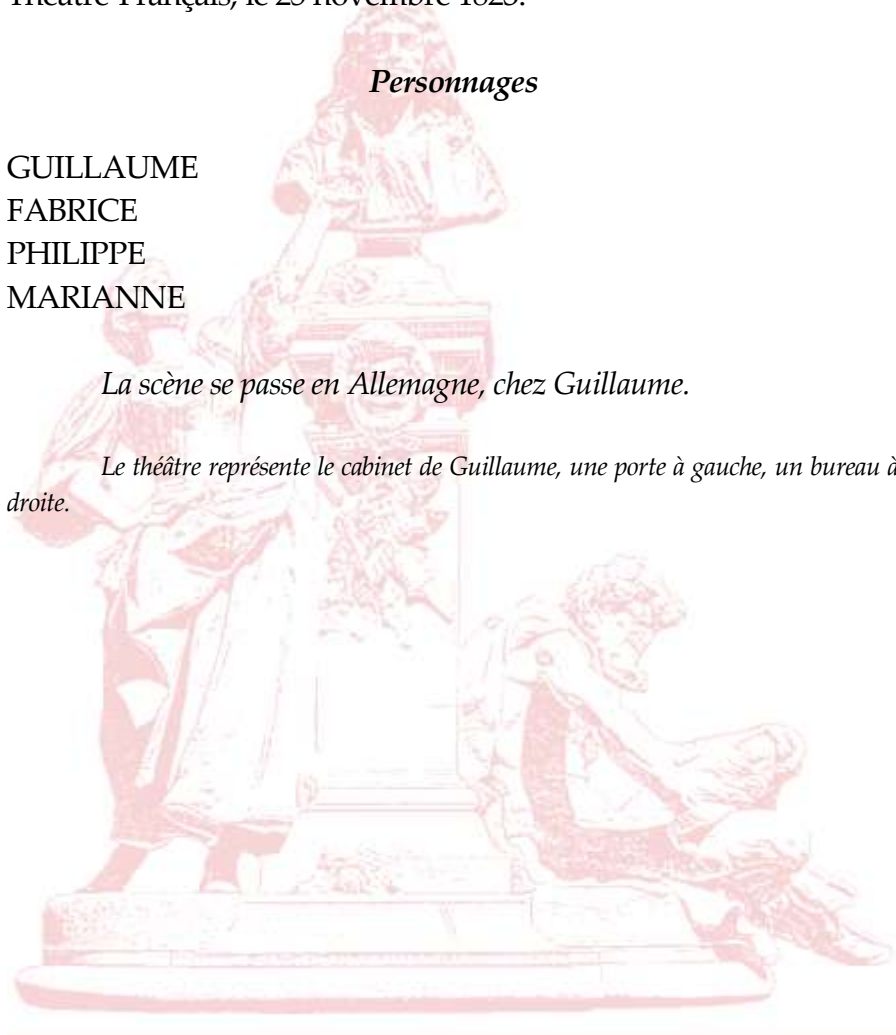 Théâtre-Français, le 25 novembre 1823.
Personnages
GUILLAUME
FABRICE
PHILIPPE
MARIANNE
La scène se passe en Allemagne, chez Guillaume.
Le théâtre représente le cabinet de Guillaume, une porte à gauche, un bureau à
droite.